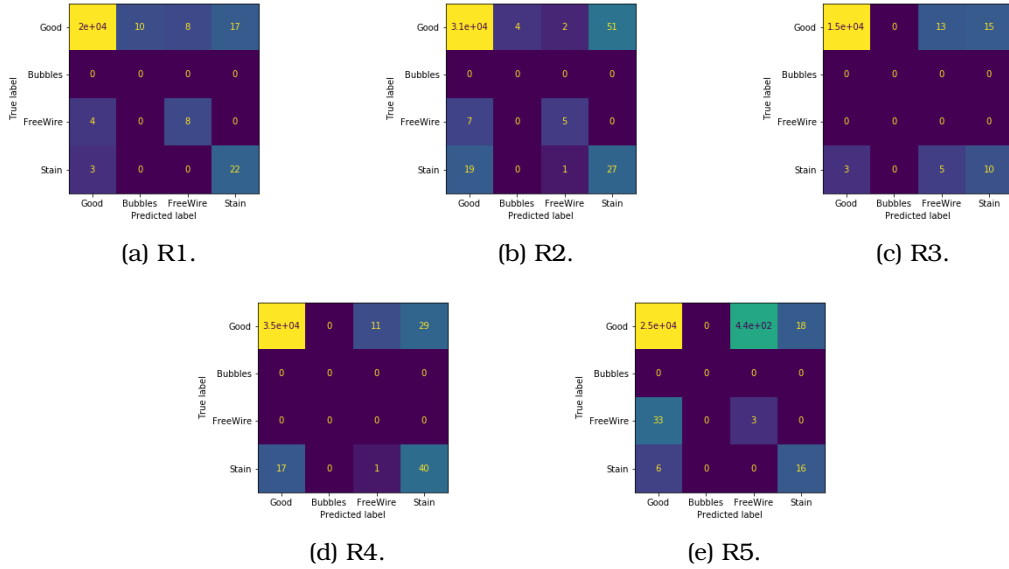 Good 2e+04 10 8 17
Bubbles 0 0 0 0
FreeWire 4 0 8 0
Stain 3 0 0 22
Good Bubbles FreeWire Stain
Predicted label
True label
(a) R1.
Good 3.1e+04 4 2 51
Bubbles 0 0 0 0
FreeWire 7 0 5 0
Stain 19 0 1 27
Good Bubbles FreeWire Stain
Predicted label
True label
(b) R2.
Good 1.5e+04 0 13 15
Bubbles 0 0 0 0
FreeWire 0 0 0 0
Stain 3 0 5 10
Good Bubbles FreeWire Stain
Predicted label
True label
(c) R3.
Good 3.5e+04 0 11 29
Bubbles 0 0 0 0
FreeWire 0 0 0 0
Stain 17 0 1 40
Good Bubbles FreeWire Stain
Predicted label
True label
(d) R4.
Good 2.5e+04 0 4.4e+02 18
Bubbles 0 0 0 0
FreeWire 33 0 3 0
Stain 6 0 0 16
Good Bubbles FreeWire Stain
Predicted label
True label
(e) R5.